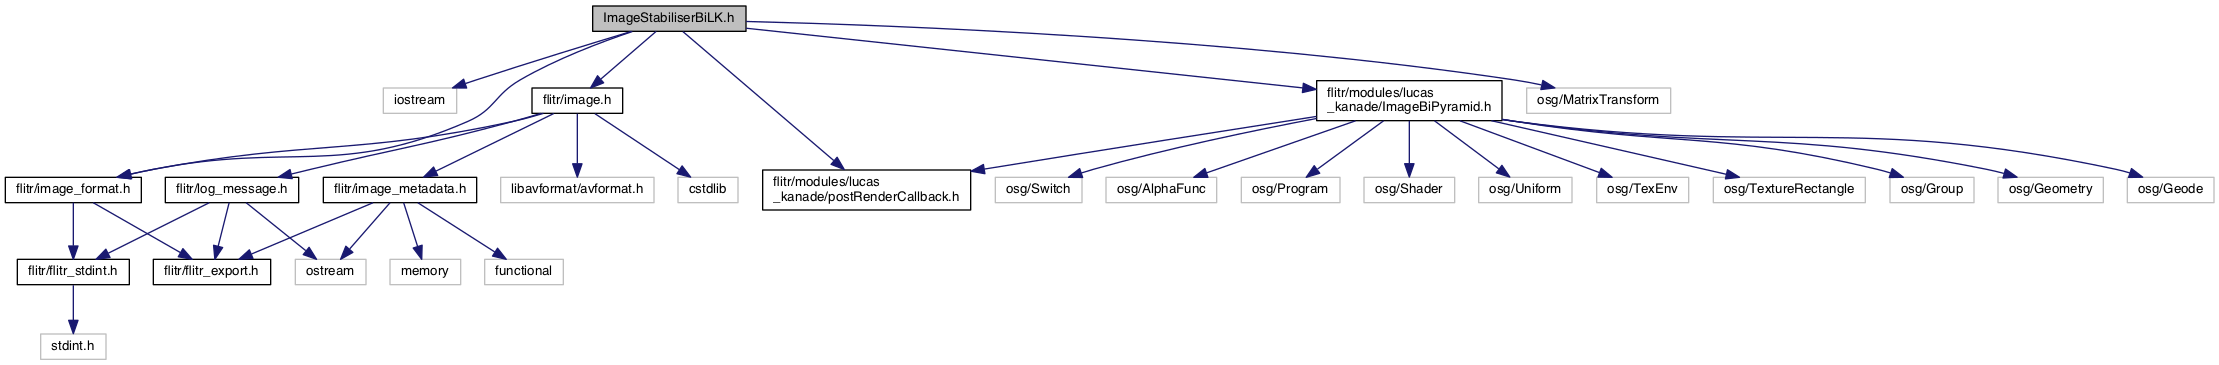 ImageStabiliserBiLK.h
iostream
flitr/image.h
flitr/modules/lucas
_kanade/ImageBiPyramid.h
osg/MatrixTransform
flitr/image_format.h
flitr/log_message.h
flitr/image_metadata.h
libavformat/avformat.h
cstdlib
flitr/modules/lucas
_kanade/postRenderCallback.h
osg/Switch
osg/AlphaFunc
osg/Program
osg/Shader
osg/Uniform
osg/TexEnv
osg/TextureRectangle
osg/Group
osg/Geometry
osg/Geode
flitr/flitr_stdint.h
flitr/flitr_export.h
ostream
memory
functional
stdint.h